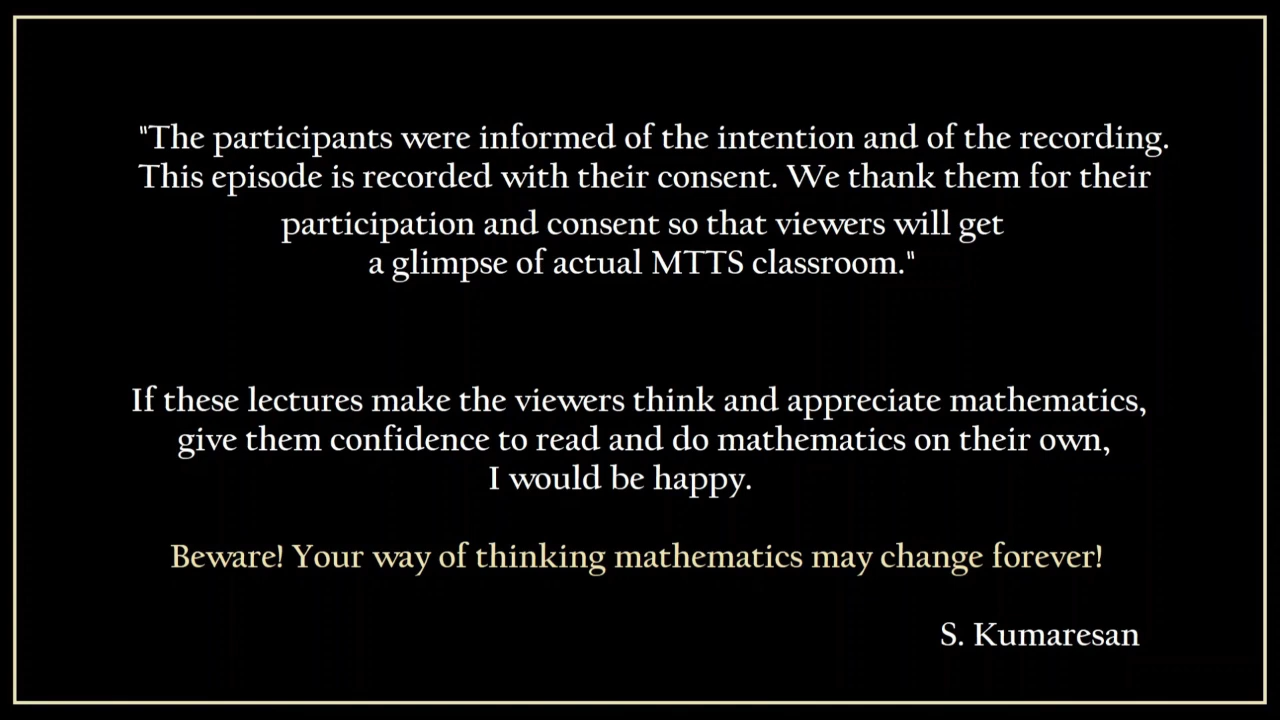 "The participants were informed of the intention and of the recording.
This episode is recorded with their consent. We thank them for their
participation and consent so that viewers will get
a glimpse of actual MTTS classroom."
If these lectures make the viewers think and appreciate mathematics,
give them confidence to read and do mathematics on their own,
I would be happy.
Beware! Your way of thinking mathematics may change forever!
S. Kumaresan